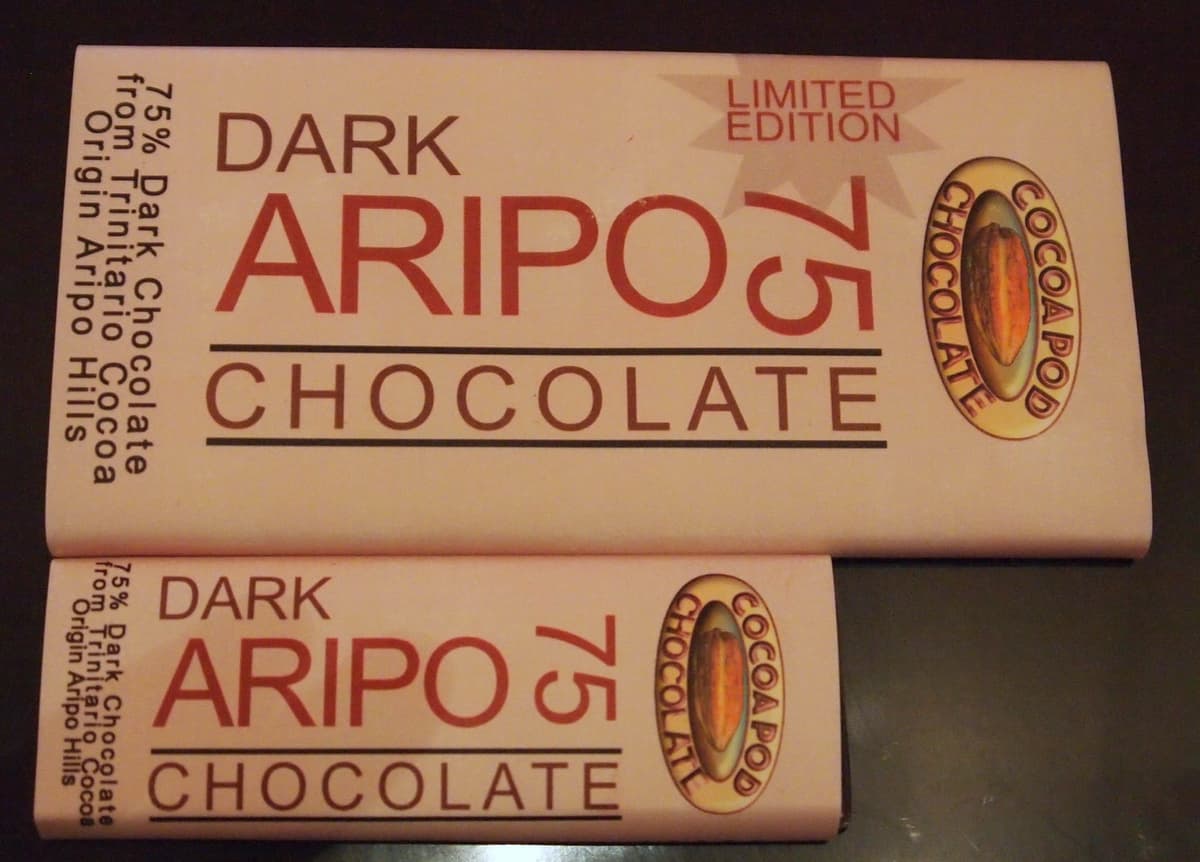 LIMITED
EDITION
DARK
ARIPO 75
CHOCOLATE
COCOA POD
CHOCOLATE
75% Dark Chocolate
from Trinitario Cocoa
Origin Aripo Hills
DARK
ARIPO 75
CHOCOLATE
COCOA POD
CHOCOLATE
75% Dark Chocolate
from Trinitario Cocoa
Origin Aripo Hills